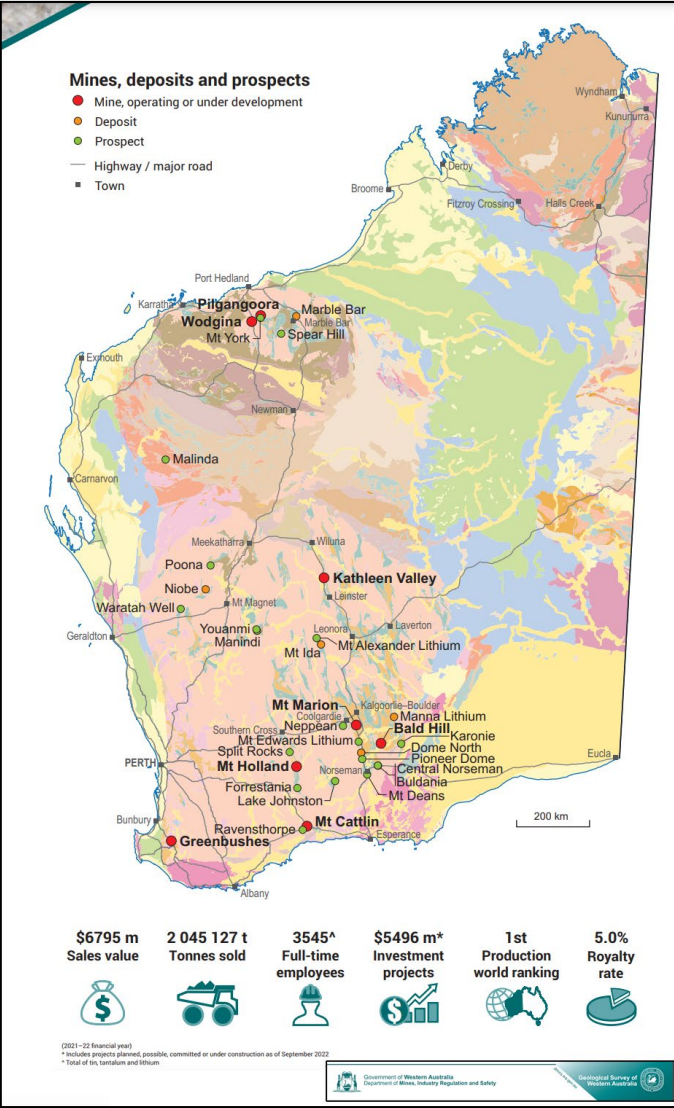 Mines, deposits and prospects
Mine, operating or under development
Deposit
Prospect
Highway / major road
Town
Wyndham
Kununurra
Derby
Broome
Fitzroy Crossing
Halls Creek
Port Hedland
Karratha
Pilgangoora
Marble Bar
Wodgina
Marble Bar
Mt York
Spear Hill
Exmouth
Newman
Malinda
Carnarvon
Meekatharra
Wiluna
Poona
Kathleen Valley
Niobe
Leinster
Mt Magnet
Waratah Well
Youanmi
Leonora
Laverton
Geraldton
Manindi
Mt Alexander Lithium
Mt Ida
Mt Marion
Kalgoorlie–Boulder
Coolgardie
Manna Lithium
Neppean
Bald Hill
Southern Cross
Karonie
Mt Edwards Lithium
Dome North
Split Rocks
Pioneer Dome
Eucla
PERTH
Mt Holland
Norseman
Central Norseman
Buldania
Forrestania
Mt Deans
Lake Johnston
200 km
Bunbury
Mt Cattlin
Ravensthorpe
Esperance
Greenbushes
Albany
$6795 m
Sales value
2 045 127 t
Tonnes sold
3545^
Full-time
employees
$5496 m*
Investment
projects
1st
Production
world ranking
5.0%
Royalty
rate
$
$
(2021–22 financial year)
* Includes projects planned, possible, committed or under construction as of September 2022
^ Total of tin, tantalum and lithium
Government of Western Australia
Department of Mines, Industry Regulation and Safety
Geological Survey of
Western Australia